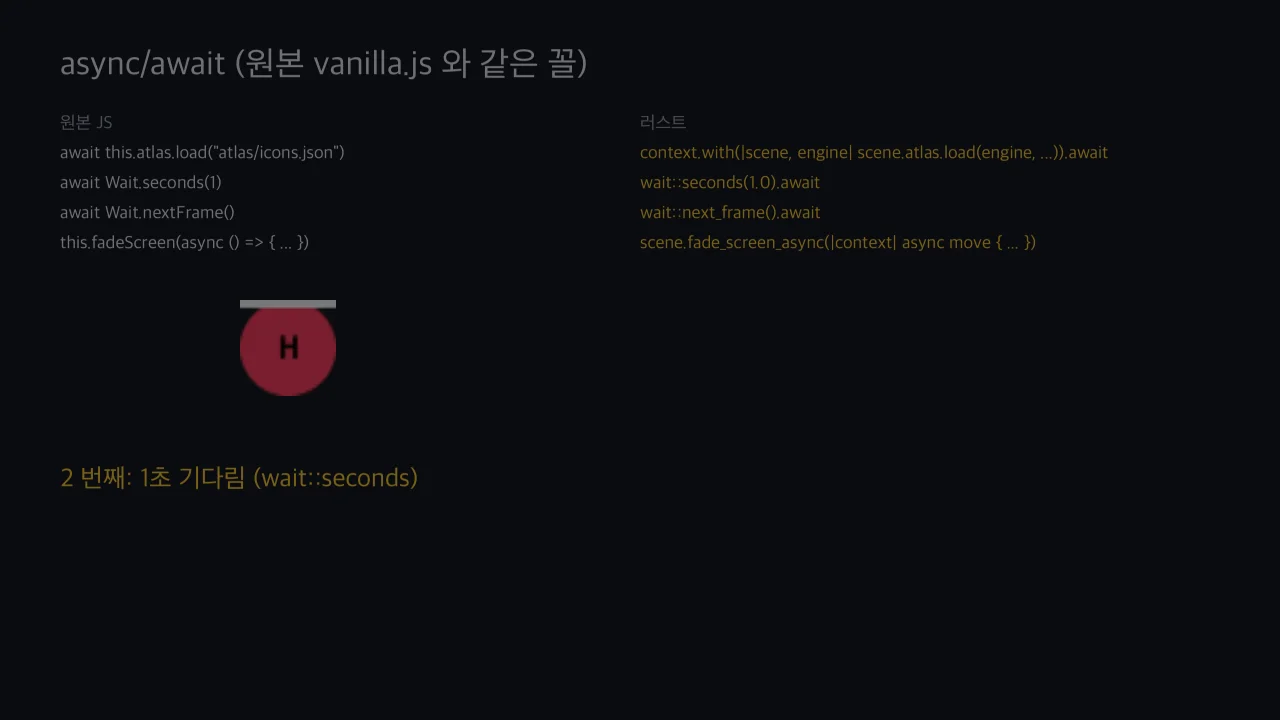 async/await (원본 vanilla.js 와 같은 꼴)
원본 JS
await this.atlas.load("atlas/icons.json")
await Wait.seconds(1)
await Wait.nextFrame()
this.fadeScreen(async () => { ... })
러스트
context.with(|scene, engine| scene.atlas.load(engine, ...)).await
wait::seconds(1.0).await
wait::next_frame().await
scene.fade_screen_async(|context| async move { ... })
H
2 번째: 1초 기다림 (wait::seconds)